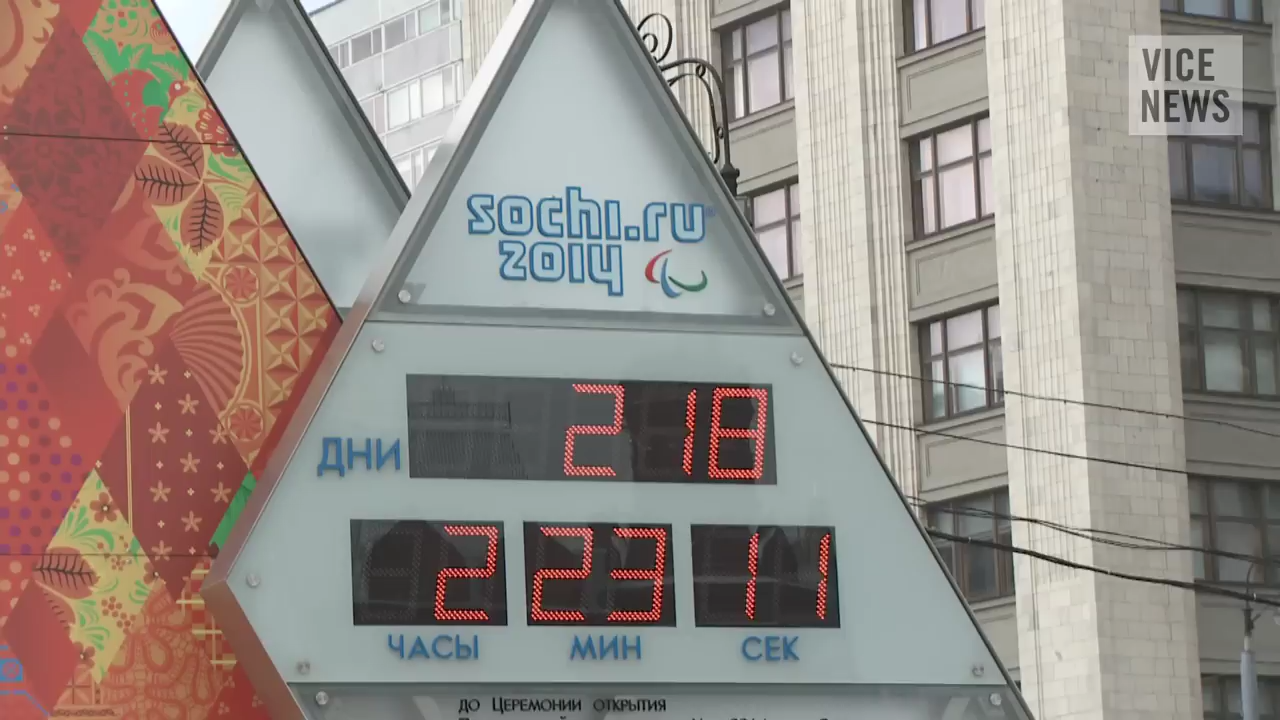 VICE
NEWS
sochi.ru
2014
ДНИ 218
2 23 11
ЧАСЫ МИН СЕК
ДО ЦЕРЕМОНИИ ОТКРЫТИЯ